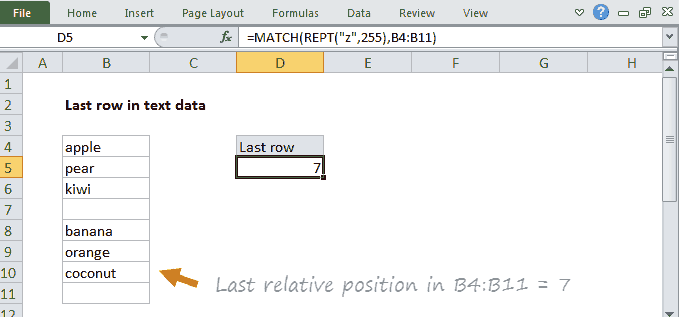 File Home Insert Page Layout Formulas Data Review View
D5 fx =MATCH(REPT("z",255),B4:B11)
A B C D E F G H
1
2 Last row in text data
3
4 apple Last row
5 pear 7
6 kiwi
7
8 banana
9 orange
10 coconut
11
Last relative position in B4:B11 = 7